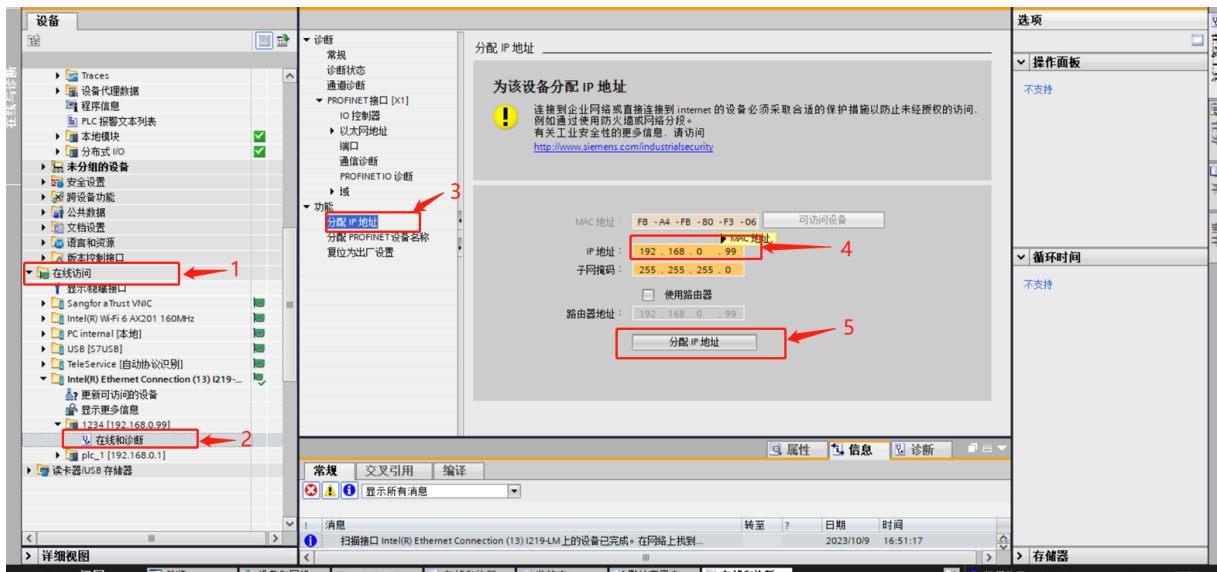 设备
在线与诊断
Traces
设备代理数据
程序信息
PLC 报警文本列表
本地模块
分布式 I/O
未分组的设备
安全设置
跨设备功能
公共数据
文档设置
语言和资源
版本控制接口
在线访问
1
显示/隐藏接口
Sangfor aTrust VNIC
Intel(R) Wi-Fi 6 AX201 160MHz
PC internal [本地]
USB [S7USB]
TeleService [自动协议识别]
Intel(R) Ethernet Connection (13) I219-...
更新可访问的设备
显示更多信息
1234 [192.168.0.99]
在线和诊断
2
plc_1 [192.168.0.1]
读卡器/USB 存储器
详细视图
诊断
常规
诊断状态
通道诊断
PROFINET接口 [X1]
IO 控制器
以太网地址
端口
通信诊断
PROFINET IO 诊断
域
3
功能
分配 IP 地址
分配 PROFINET设备名称
复位为出厂设置
分配 IP 地址
为该设备分配 IP 地址
连接到企业网络或直接连接到 internet 的设备必须采取合适的保护措施以防止未经授权的访问,
例如通过使用防火墙或网络分段。
有关工业安全性的更多信息, 请访问
http://www.siemens.com/industrialsecurity
MAC 地址: F8 -A4 -FB -80 -F3 -06 可访问设备
MAC 地址
IP 地址: 192 . 168 . 0 . 99
4
子网掩码: 255 . 255 . 255 . 0
使用路由器
路由器地址: 192 . 168 . 0 . 99
5
分配 IP 地址
属性 信息 诊断
常规 交叉引用 编译
显示所有消息
! 消息 转至 ? 日期 时间
扫描接口 Intel(R) Ethernet Connection (13) I219-LM 上的设备已完成。在网络上找到... 2023/10/9 16:51:17
选项
操作面板
不支持
循环时间
不支持
存储器